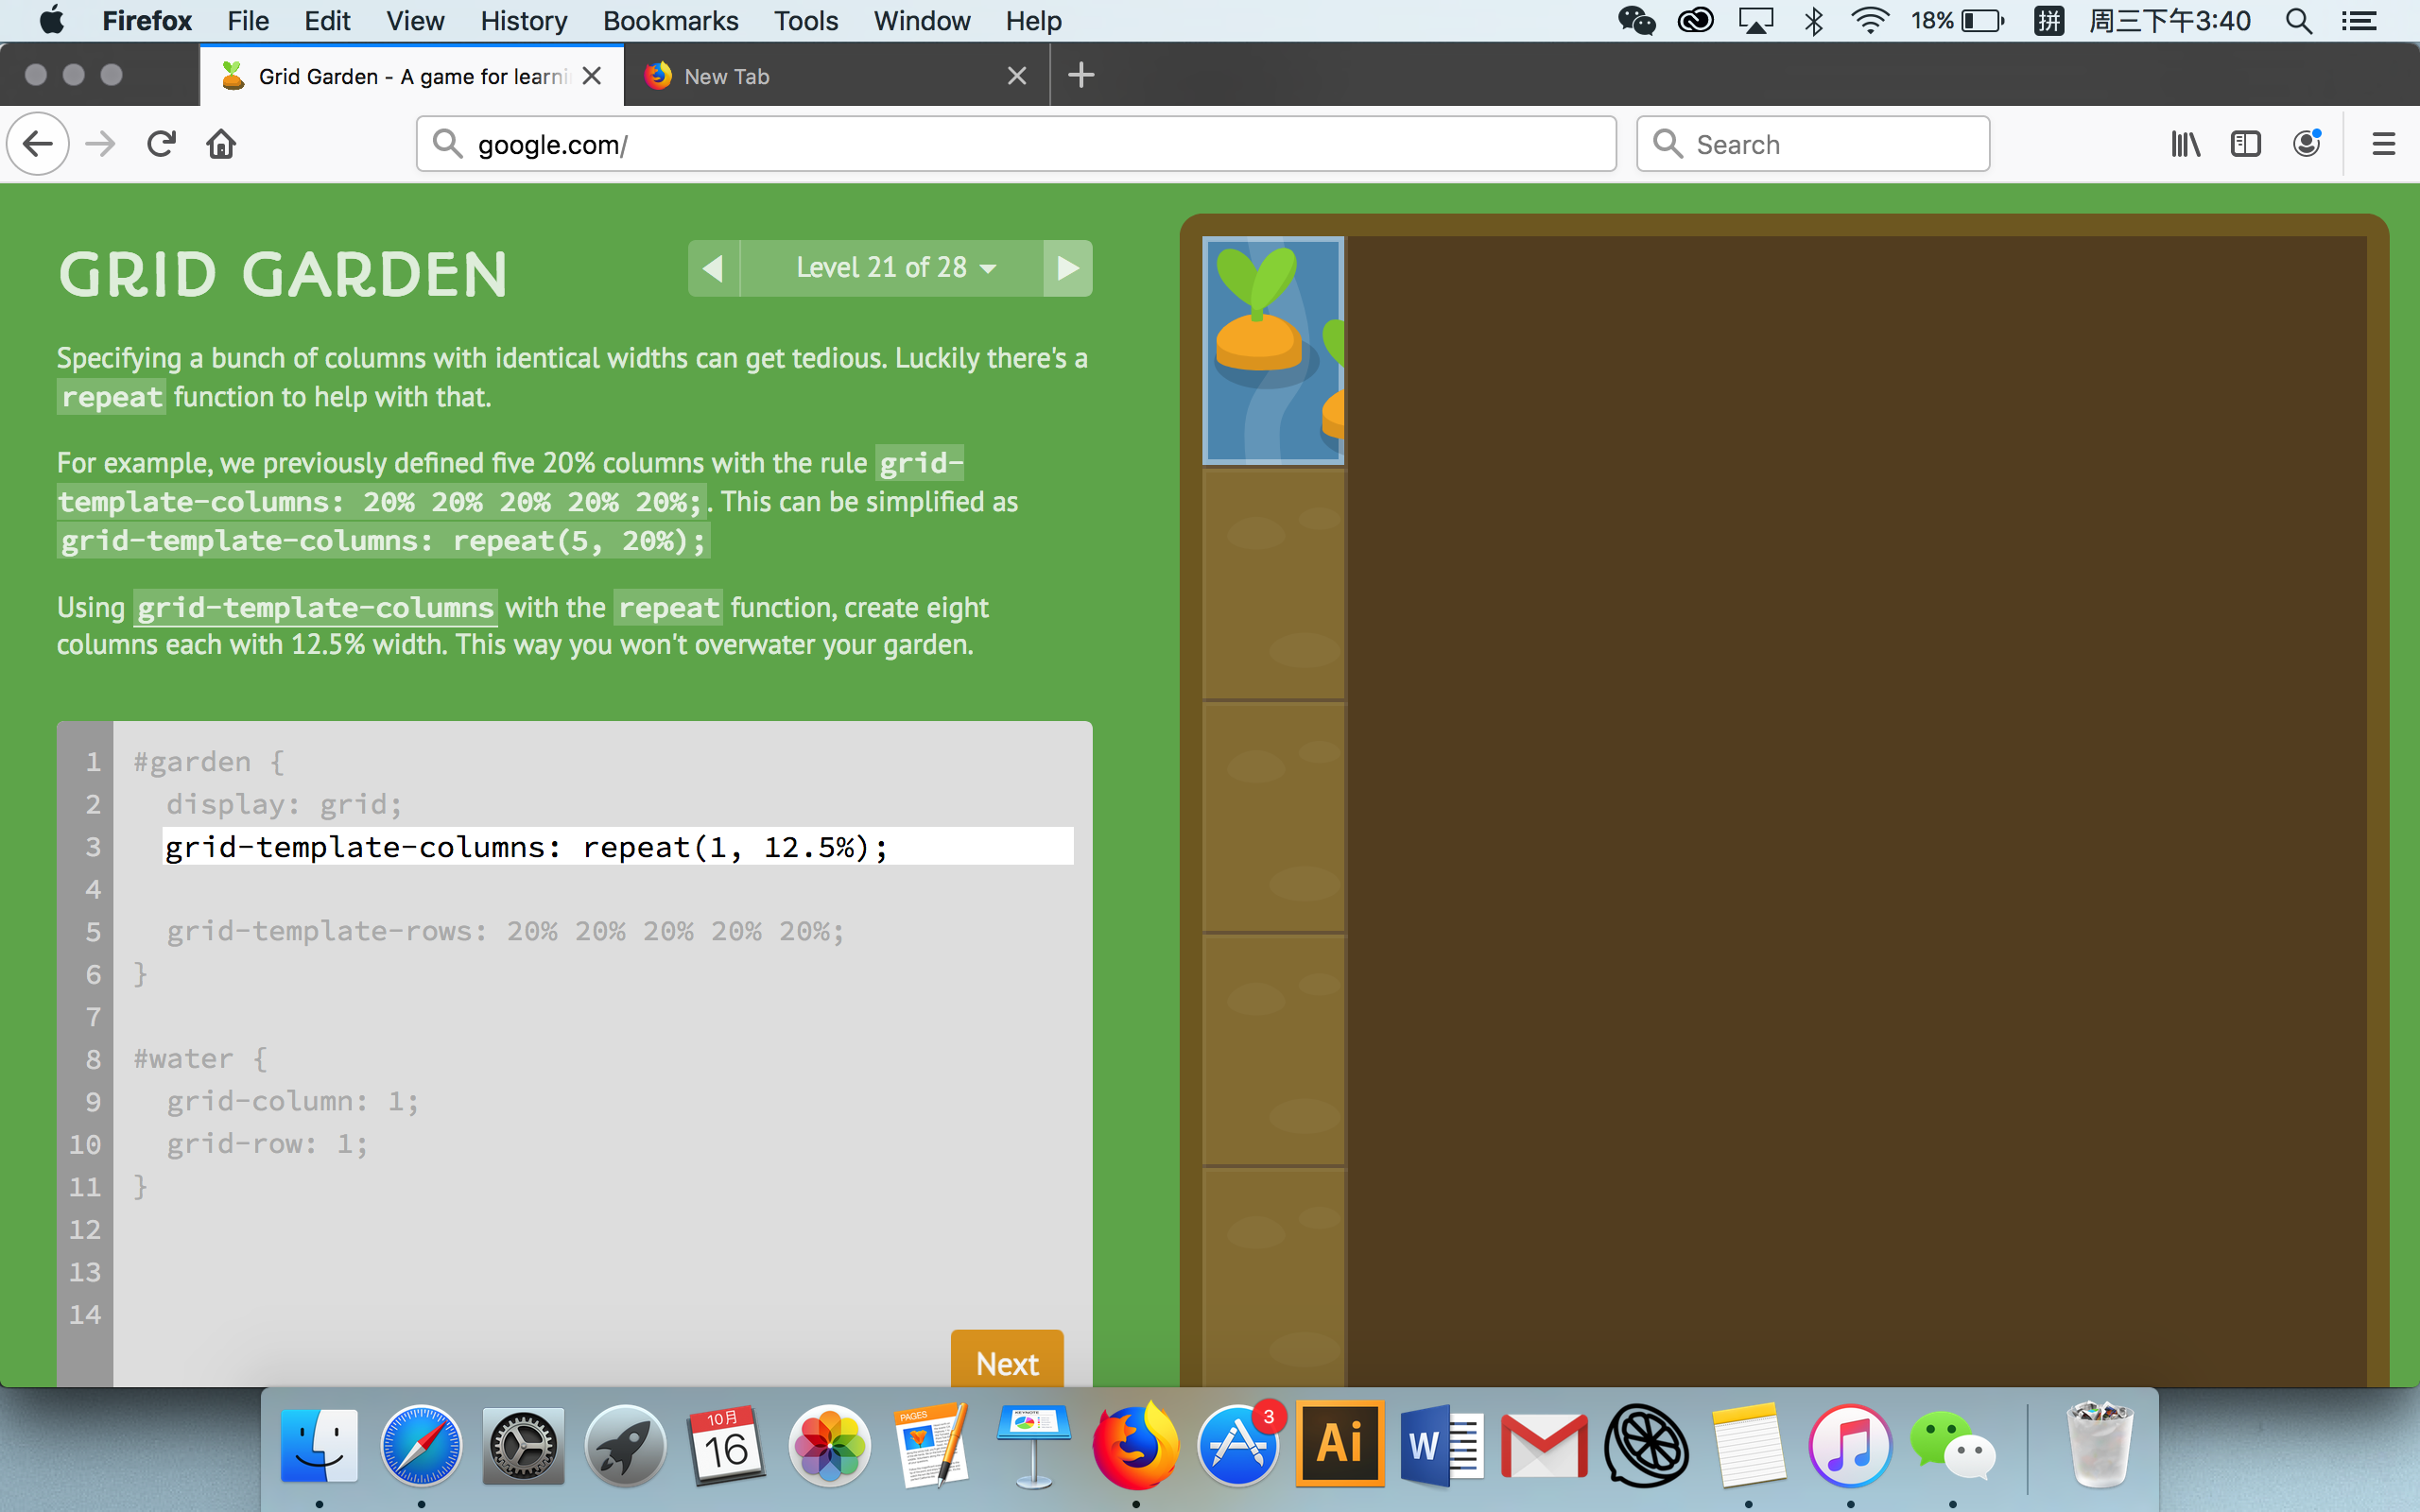 Firefox File Edit View History Bookmarks Tools Window Help 18% 拼 周三下午3:40
Grid Garden - A game for learni New Tab
google.com/ Search
GRID GARDEN
Level 21 of 28
Specifying a bunch of columns with identical widths can get tedious. Luckily there's a
repeat function to help with that.
For example, we previously defined five 20% columns with the rule grid-
template-columns: 20% 20% 20% 20% 20%;. This can be simplified as
grid-template-columns: repeat(5, 20%);
Using grid-template-columns with the repeat function, create eight
columns each with 12.5% width. This way you won't overwater your garden.
1 #garden {
2 display: grid;
3 grid-template-columns: repeat(1, 12.5%);
4
5 grid-template-rows: 20% 20% 20% 20% 20%;
6 }
7
8 #water {
9 grid-column: 1;
10 grid-row: 1;
11 }
12
13
14
Next
10月
16
PAGES
KEYNOTE
3
Ai
W